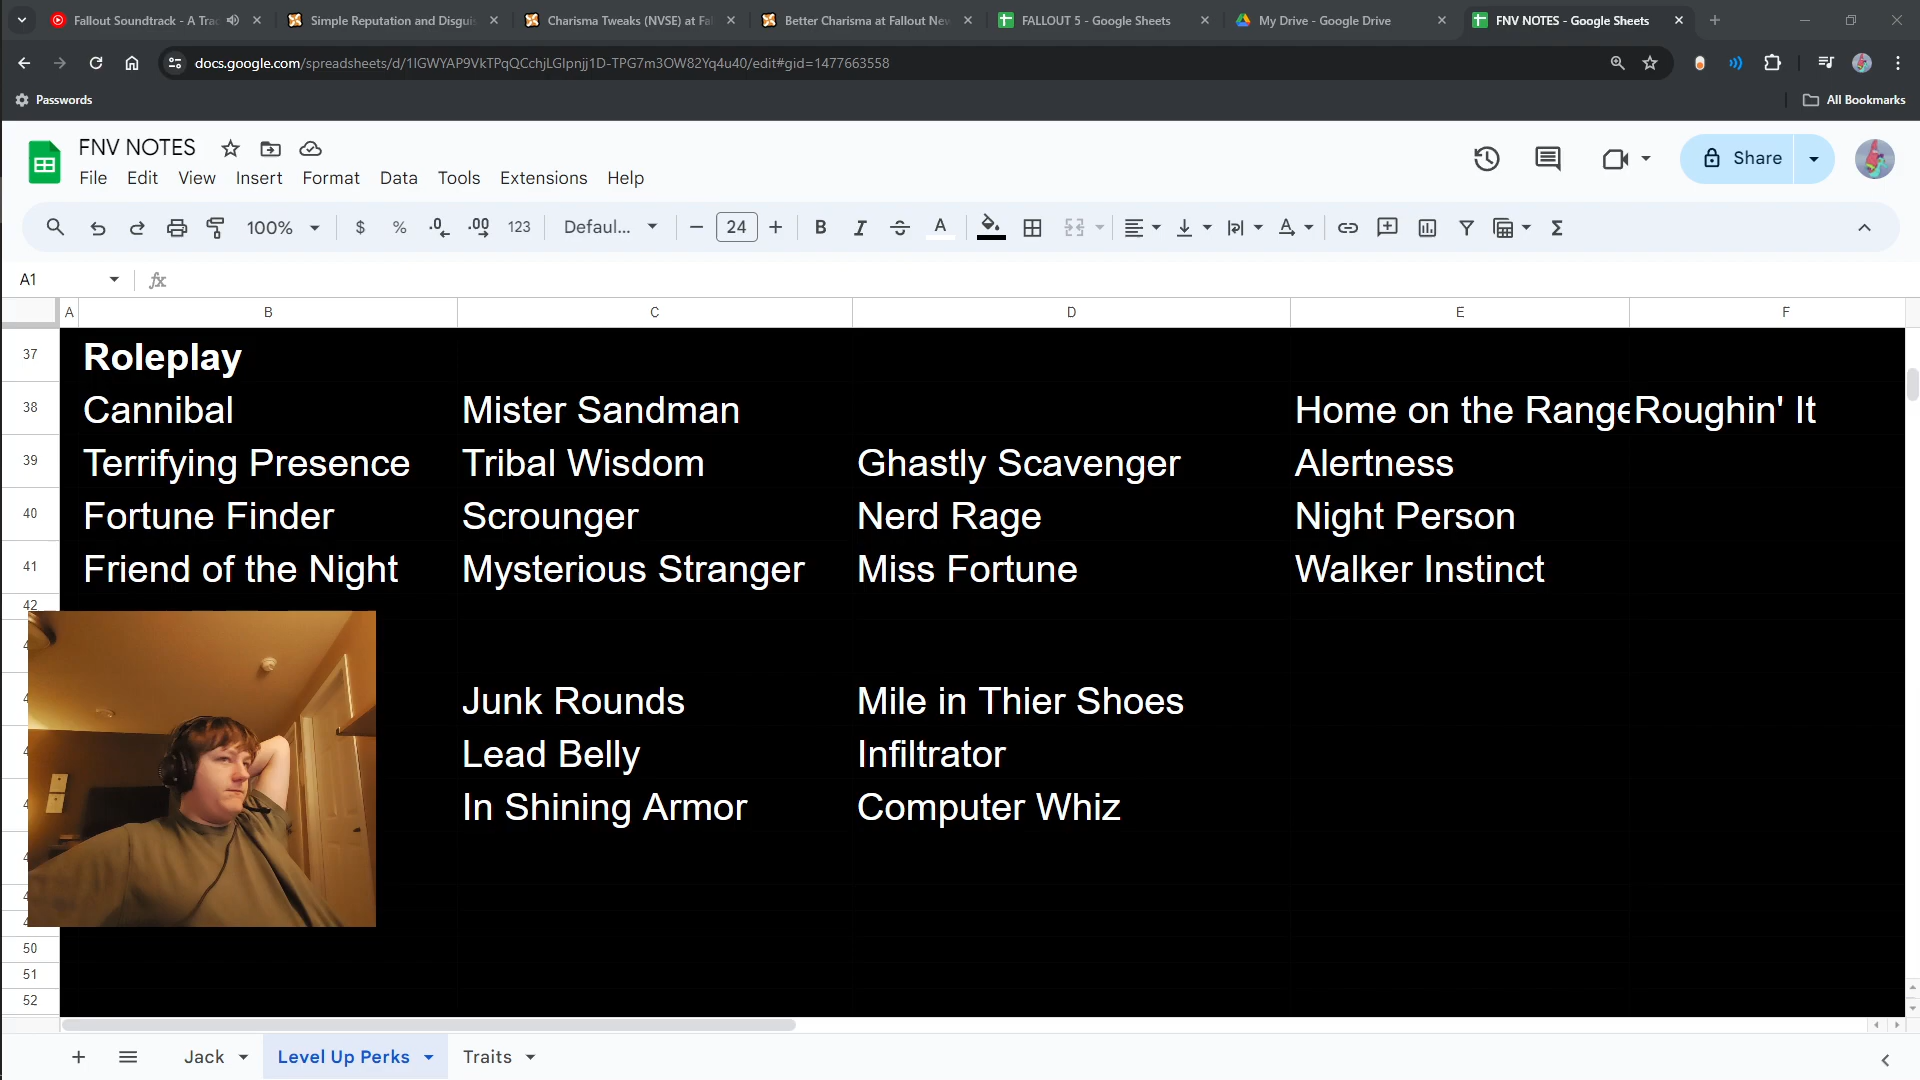 Fallout Soundtrack - A Trac
Simple Reputation and Disguis
Charisma Tweaks (NVSE) at Fal
Better Charisma at Fallout New
FALLOUT 5 - Google Sheets
My Drive - Google Drive
FNV NOTES - Google Sheets
docs.google.com/spreadsheets/d/1IGWYAP9VkTPqQCchjLGlpnjj1D-TPG7m3OW82Yq4u40/edit#gid=1477663558
Passwords
All Bookmarks
FNV NOTES
File Edit View Insert Format Data Tools Extensions Help
Share
100% $ % .0 .00 123 Defaul... 24 B I A
A1 fx
A B C D E F
37 Roleplay
38 Cannibal Mister Sandman Home on the Range Roughin' It
39 Terrifying Presence Tribal Wisdom Ghastly Scavenger Alertness
40 Fortune Finder Scrounger Nerd Rage Night Person
41 Friend of the Night Mysterious Stranger Miss Fortune Walker Instinct
42
Junk Rounds Mile in Thier Shoes
Lead Belly Infiltrator
In Shining Armor Computer Whiz
50
51
52
Jack Level Up Perks Traits